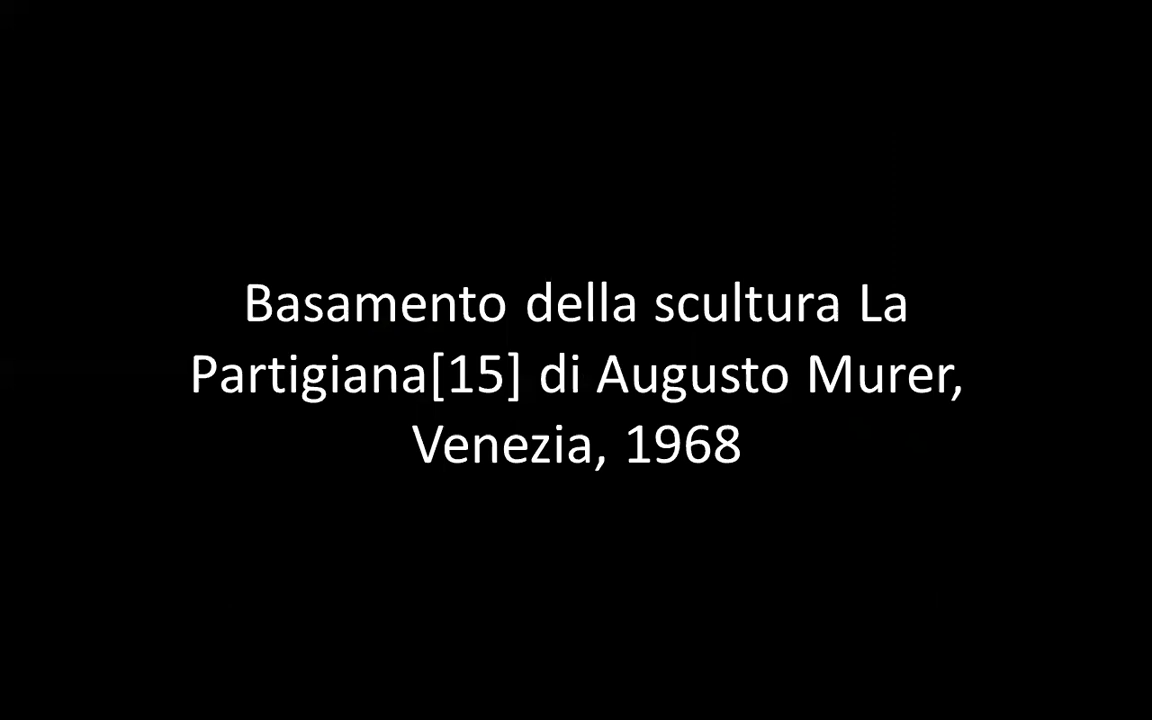 Basamento della scultura La
Partigiana[15] di Augusto Murer,
Venezia, 1968